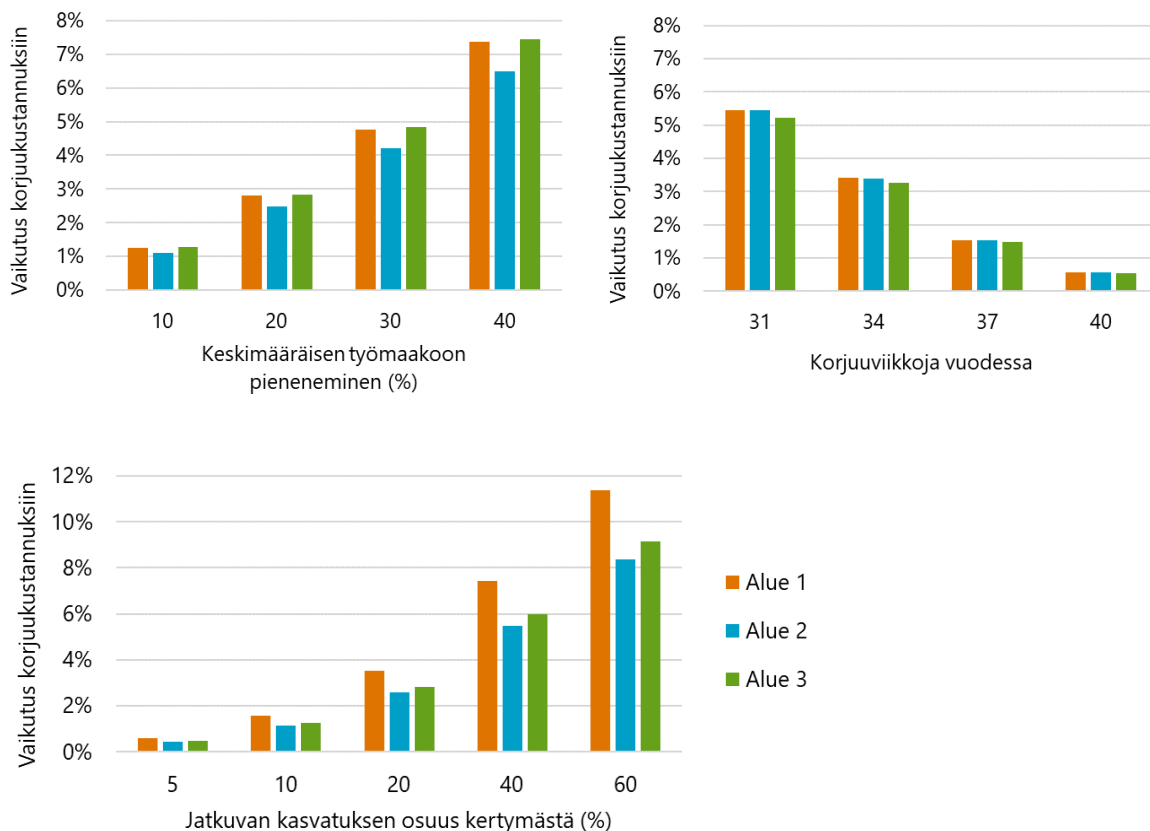 Vaikutus korjuukustannuksiin
8%
7%
6%
5%
4%
3%
2%
1%
0%
10 20 30 40
Keskimääräisen työmaakoon
pieneneminen (%)
Vaikutus korjuukustannuksiin
8%
7%
6%
5%
4%
3%
2%
1%
0%
31 34 37 40
Korjuuviikkoja vuodessa
Vaikutus korjuukustannuksiin
12%
10%
8%
6%
4%
2%
0%
5 10 20 40 60
Jatkuvan kasvatuksen osuus kertymästä (%)
Alue 1
Alue 2
Alue 3